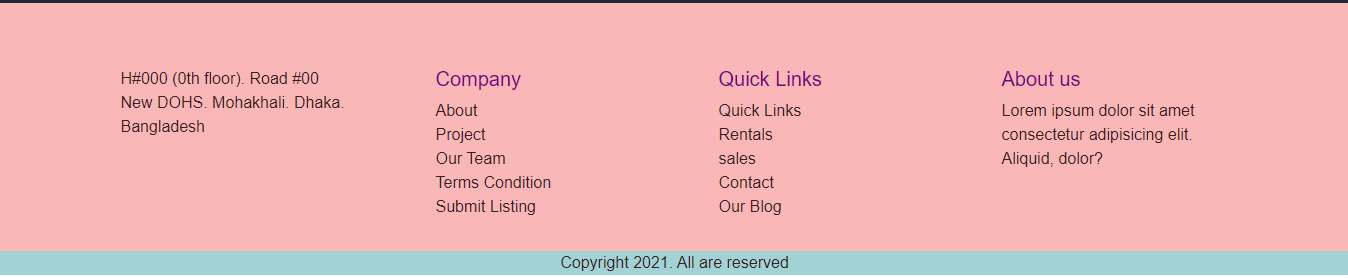 H#000 (0th floor). Road #00
New DOHS. Mohakhali. Dhaka.
Bangladesh
Company
About
Project
Our Team
Terms Condition
Submit Listing
Quick Links
Quick Links
Rentals
sales
Contact
Our Blog
About us
Lorem ipsum dolor sit amet
consectetur adipisicing elit.
Aliquid, dolor?
Copyright 2021. All are reserved